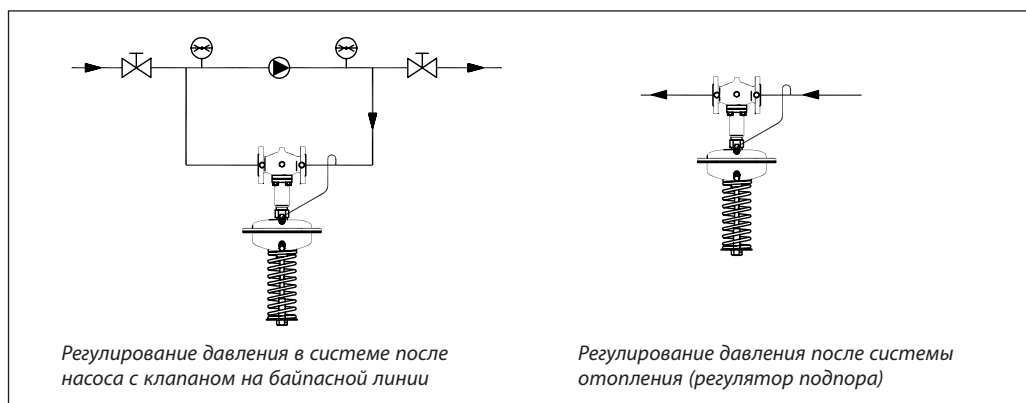 Регулирование давления в системе после
насоса с клапаном на байпасной линии
Регулирование давления после системы
отопления (регулятор подпора)